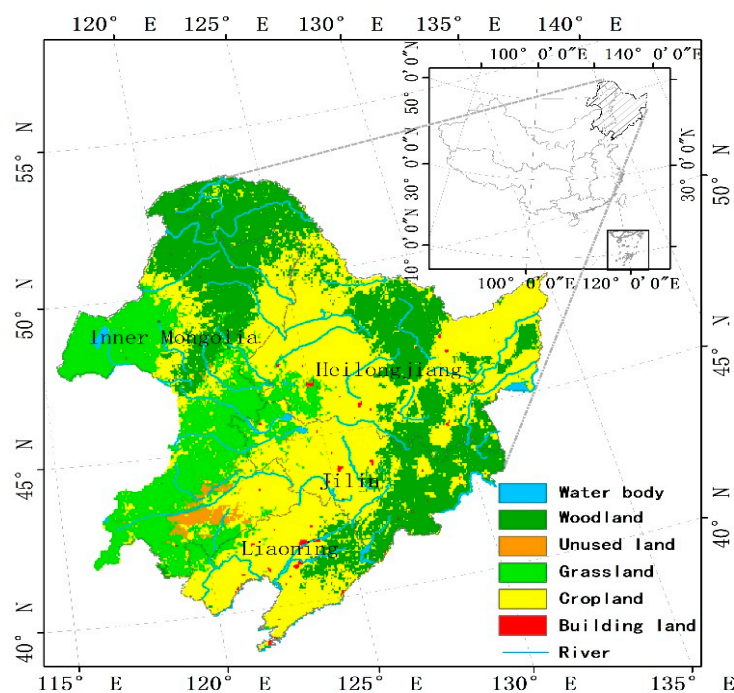 120° E 125° E 130° E 135° E 140° E
100° 0'0"E 140° 0'0"E
50° 0'0"N
30° 0'0"N
10° 0'0"N
30° 0'0"N
120° 0'0"E
55° N
50° N
45° N
40° N
50° N
45° N
40° N
Inner Mongolia
Heilongjiang
Jilin
Liaoning
Water body
Woodland
Unused land
Grassland
Cropland
Building land
River
115° E 120° E 125° E 130° E 135° E